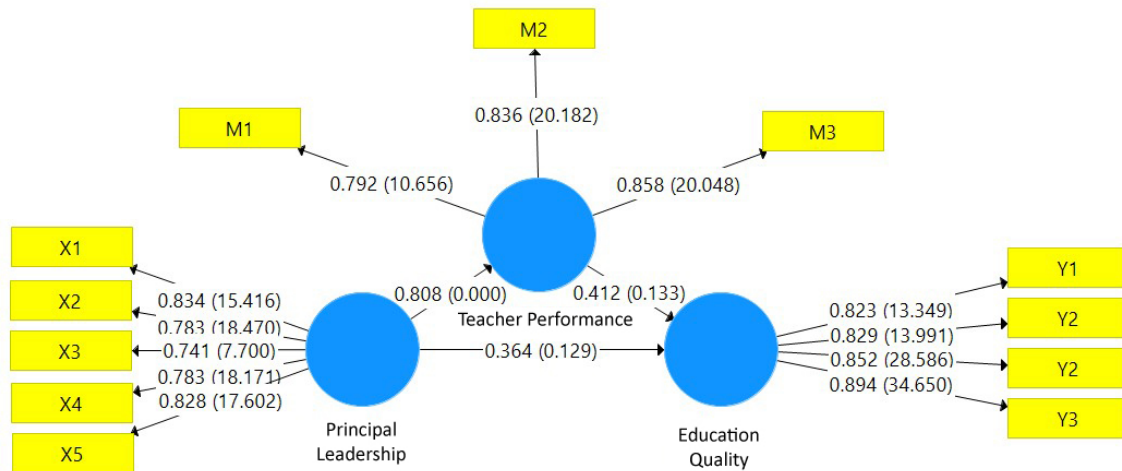 M2
M1
0.836 (20.182)
M3
0.792 (10.656)
0.858 (20.048)
X1
X2
X3
X4
X5
0.834 (15.416)
0.783 (18.470)
0.741 (7.700)
0.783 (18.171)
0.828 (17.602)
0.808 (0.000)
0.412 (0.133)
Teacher Performance
0.364 (0.129)
Principal
Leadership
Education
Quality
0.823 (13.349)
0.829 (13.991)
0.852 (28.586)
0.894 (34.650)
Y1
Y2
Y2
Y3